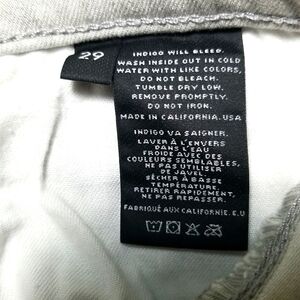 29
INDIGO WILL BLEED.
WASH INSIDE OUT IN COLD
WATER WITH LIKE COLORS,
DO NOT BLEACH.
TUMBLE DRY LOW.
REMOVE PROMPTLY.
DO NOT IRON.
MADE IN CALIFORNIA. USA
INDIGO VA SAIGNER.
LAVER À L'ENVERS
DANS L'EAU
FROIDE AVEC DES
COULEURS SEMBLABLES,
NE PAS UTILISER
DE JAVEL
SÈCHER À BASSE
TEMPÉRATURE.
RETIRER RAPIDEMENT,
NE PAS REPASSER.
FABRIQUÉ AUX CALIFORNIE. E.U